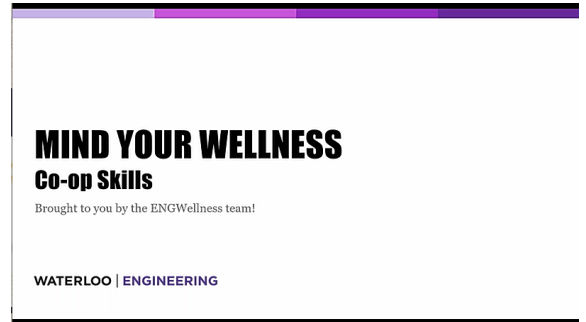 MIND YOUR WELLNESS
Co-op Skills
Brought to you by the ENGWellness team!
WATERLOO | ENGINEERING